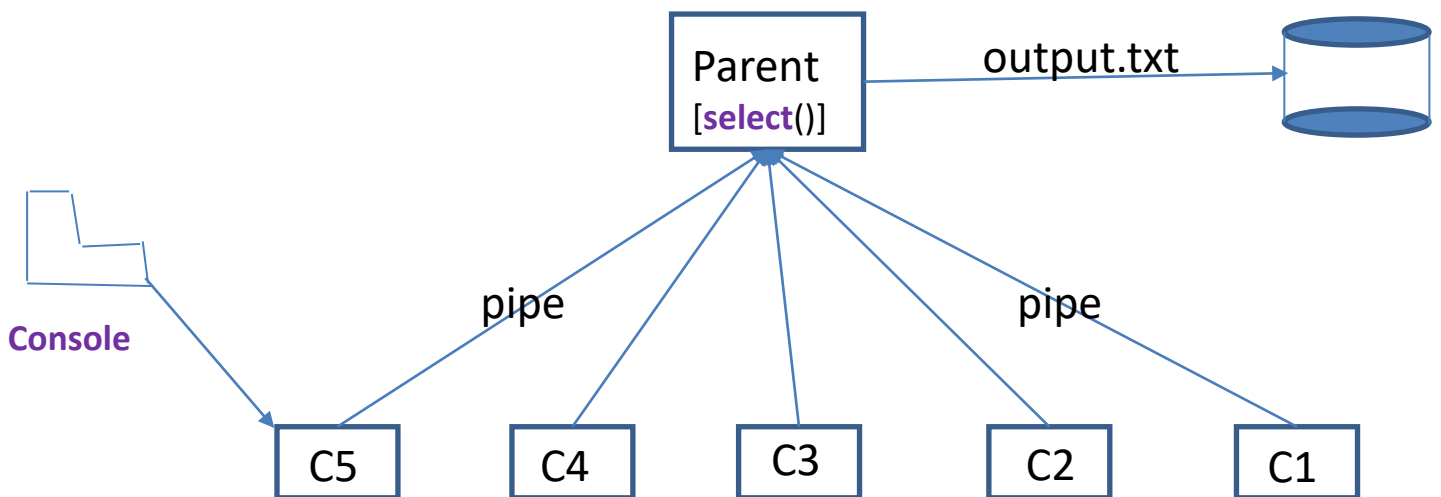 Parent
[select()]
output.txt
Console
pipe
pipe
C5
C4
C3
C2
C1